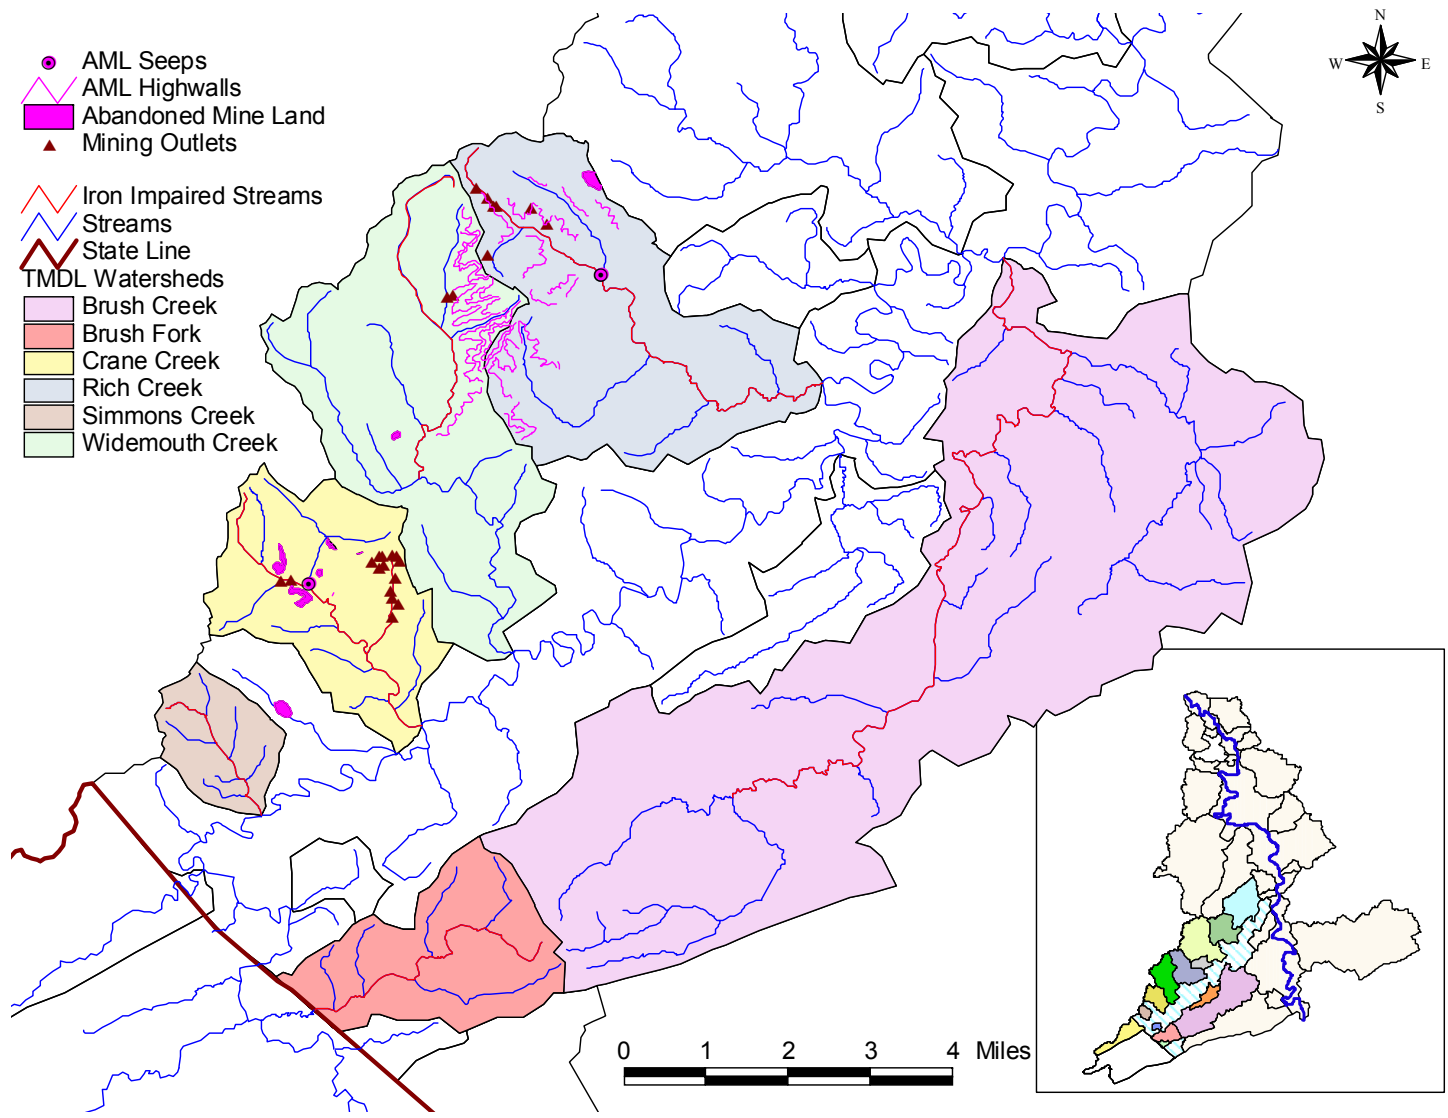 N
W E
S
AML Seeps
AML Highwalls
Abandoned Mine Land
Mining Outlets
Iron Impaired Streams
Streams
State Line
TMDL Watersheds
Brush Creek
Brush Fork
Crane Creek
Rich Creek
Simmons Creek
Widemouth Creek
0 1 2 3 4 Miles